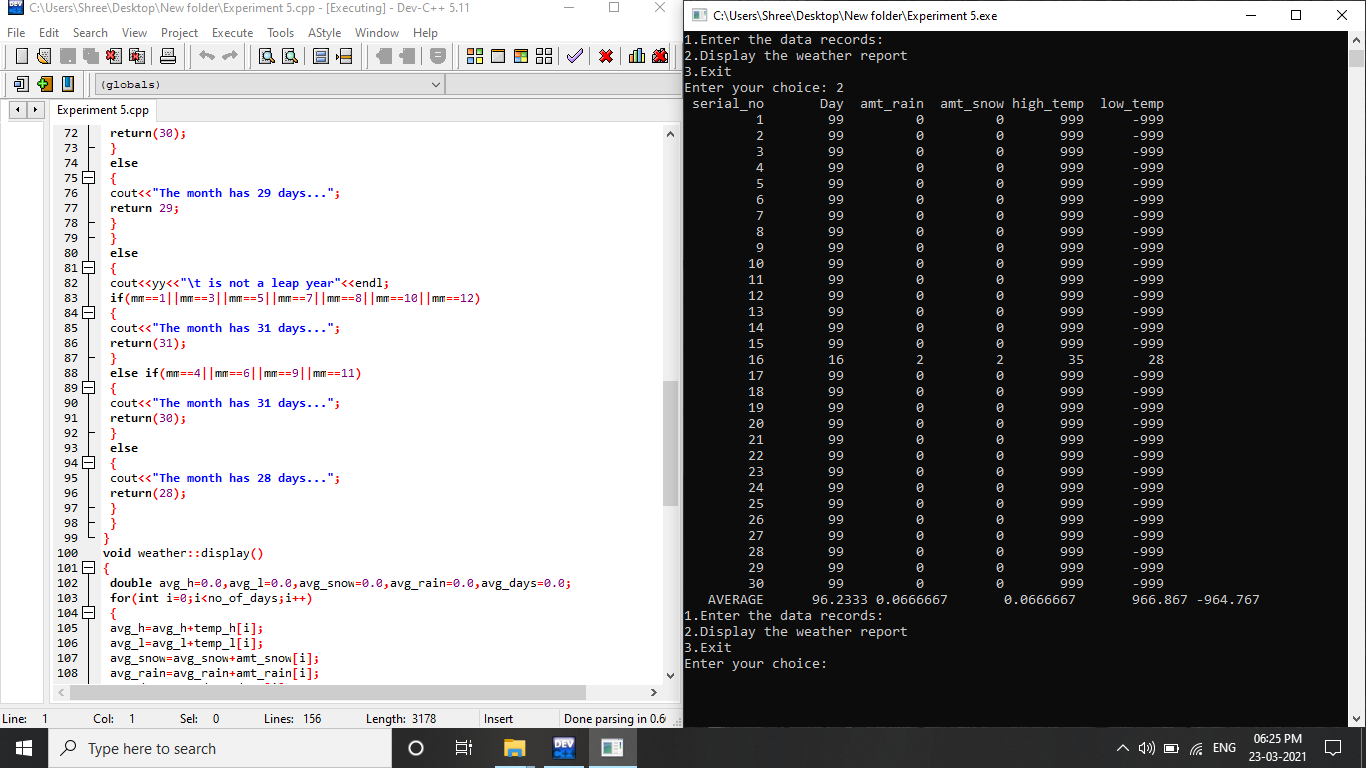 C:\Users\Shree\Desktop\New folder\Experiment 5.cpp - [Executing] - Dev-C++ 5.11
File Edit Search View Project Execute Tools AStyle Window Help
(globals)
Experiment 5.cpp
72 return(30);
73 }
74 else
75 {
76 cout<<"The month has 29 days...";
77 return 29;
78 }
79 }
80 else
81 {
82 cout<<yy<<"\t is not a leap year"<<endl;
83 if(mm==1||mm==3||mm==5||mm==7||mm==8||mm==10||mm==12)
84 {
85 cout<<"The month has 31 days...";
86 return(31);
87 }
88 else if(mm==4||mm==6||mm==9||mm==11)
89 {
90 cout<<"The month has 31 days...";
91 return(30);
92 }
93 else
94 {
95 cout<<"The month has 28 days...";
96 return(28);
97 }
98 }
99 }
100 void weather::display()
101 {
102 double avg_h=0.0,avg_l=0.0,avg_snow=0.0,avg_rain=0.0,avg_days=0.0;
103 for(int i=0;i<no_of_days;i++)
104 {
105 avg_h=avg_h+temp_h[i];
106 avg_l=avg_l+temp_l[i];
107 avg_snow=avg_snow+amt_snow[i];
108 avg_rain=avg_rain+amt_rain[i];
Line: 1 Col: 1 Sel: 0 Lines: 156 Length: 3178 Insert Done parsing in 0.6
C:\Users\Shree\Desktop\New folder\Experiment 5.exe
1.Enter the data records:
2.Display the weather report
3.Exit
Enter your choice: 2
serial_no Day amt_rain amt_snow high_temp low_temp
1 99 0 0 999 -999
2 99 0 0 999 -999
3 99 0 0 999 -999
4 99 0 0 999 -999
5 99 0 0 999 -999
6 99 0 0 999 -999
7 99 0 0 999 -999
8 99 0 0 999 -999
9 99 0 0 999 -999
10 99 0 0 999 -999
11 99 0 0 999 -999
12 99 0 0 999 -999
13 99 0 0 999 -999
14 99 0 0 999 -999
15 99 0 0 999 -999
16 16 2 2 35 28
17 99 0 0 999 -999
18 99 0 0 999 -999
19 99 0 0 999 -999
20 99 0 0 999 -999
21 99 0 0 999 -999
22 99 0 0 999 -999
23 99 0 0 999 -999
24 99 0 0 999 -999
25 99 0 0 999 -999
26 99 0 0 999 -999
27 99 0 0 999 -999
28 99 0 0 999 -999
29 99 0 0 999 -999
30 99 0 0 999 -999
AVERAGE 96.2333 0.0666667 0.0666667 966.867 -964.767
1.Enter the data records:
2.Display the weather report
3.Exit
Enter your choice:
Type here to search
DEV
ENG
06:25 PM
23-03-2021